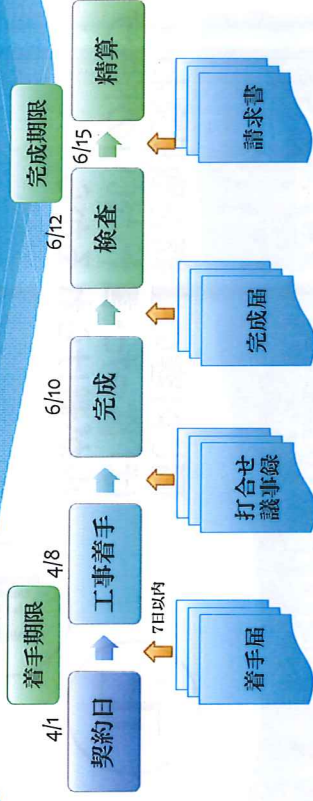 着手期限
完成期限
4/1
4/8
6/10
6/12
6/15
契約日
工事着手
完成
検査
精算
7日以内
着手届
打合せ
議事録
完成届
請求書